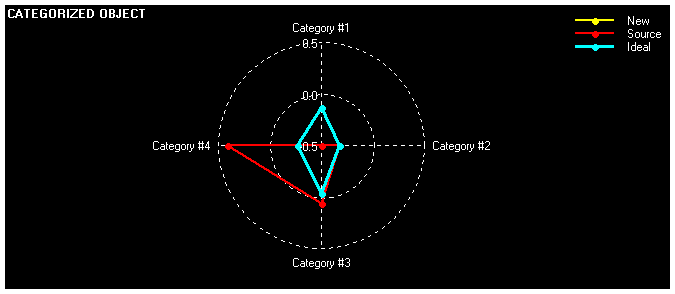 CATEGORIZED OBJECT
New
Source
Ideal
Category #1
0.5
0.0
Category #4
0.5
Category #2
Category #3